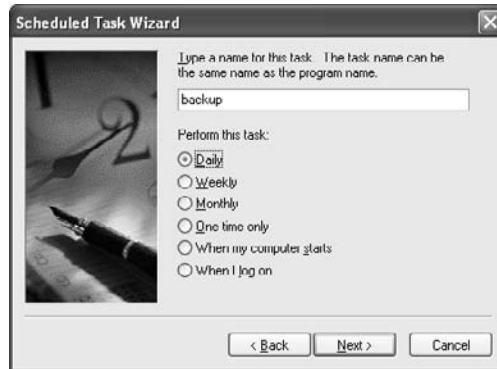 Scheduled Task Wizard
Type a name for this task. The task name can be
the same name as the program name.
backup
Perform this task:
Daily
Weekly
Monthly
One time only
When my computer starts
When I log on
< Back
Next >
Cancel